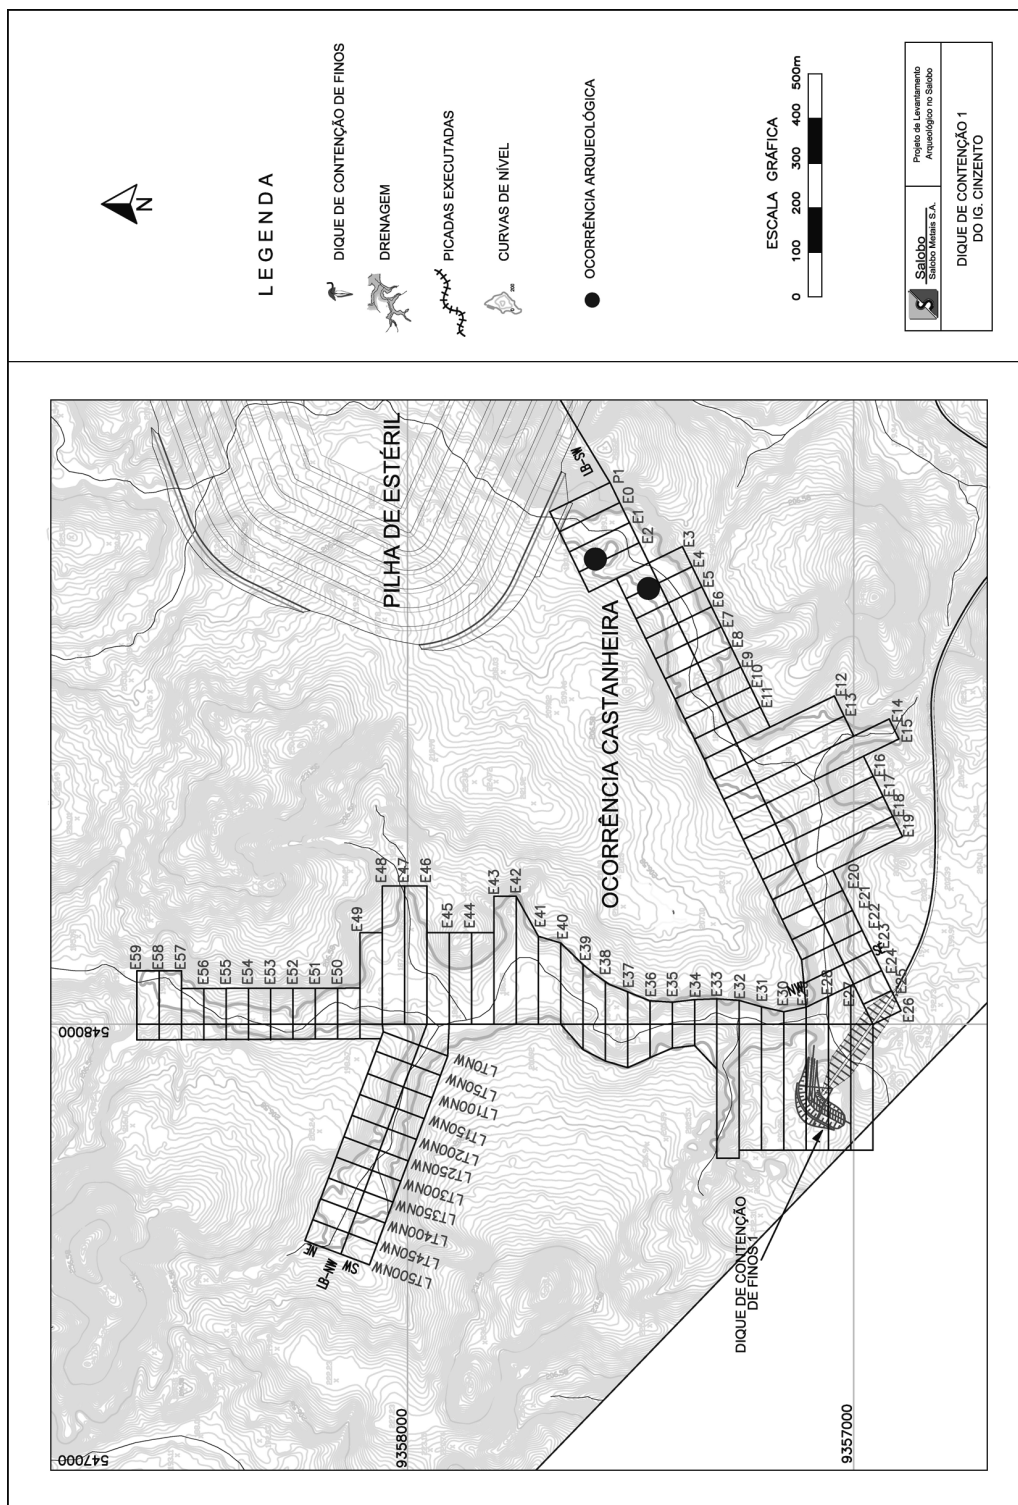 N
LEGENDA
DIQUE DE CONTENÇÃO DE FINOS
DRENAGEM
PICADAS EXECUTADAS
CURVAS DE NÍVEL
OCORRÊNCIA ARQUEOLÓGICA
ESCALA GRÁFICA
0 100 200 300 400 500m
Salobo
Salobo Metais S.A.
Projeto de Levantamento
Arqueológico no Salobo
DIQUE DE CONTENÇÃO 1
DO IG. CINZENTO
PILHA DE ESTÉRIL
OCORRÊNCIA CASTANHEIRA
DIQUE DE CONTENÇÃO
DE FINOS 1
547000
548000
9358000
9357000
LB-SW
P1
E0
E1
E2
E3
E4
E5
E6
E7
E8
E9
E10
E11
E12
E13
E14
E15
E16
E17
E18
E19
E20
E21
E22
E23
E24
E25
E26
E27
E28
E30
E31
E32
E33
E34
E35
E36
E37
E38
E39
E40
E41
E42
E43
E44
E45
E46
E47
E48
E49
E50
E51
E52
E53
E54
E55
E56
E57
E58
E59
LT0NW
LT50NW
LT100NW
LT150NW
LT200NW
LT250NW
LT300NW
LT350NW
LT400NW
LT450NW
LT500NW
NE
LB-NW
SW